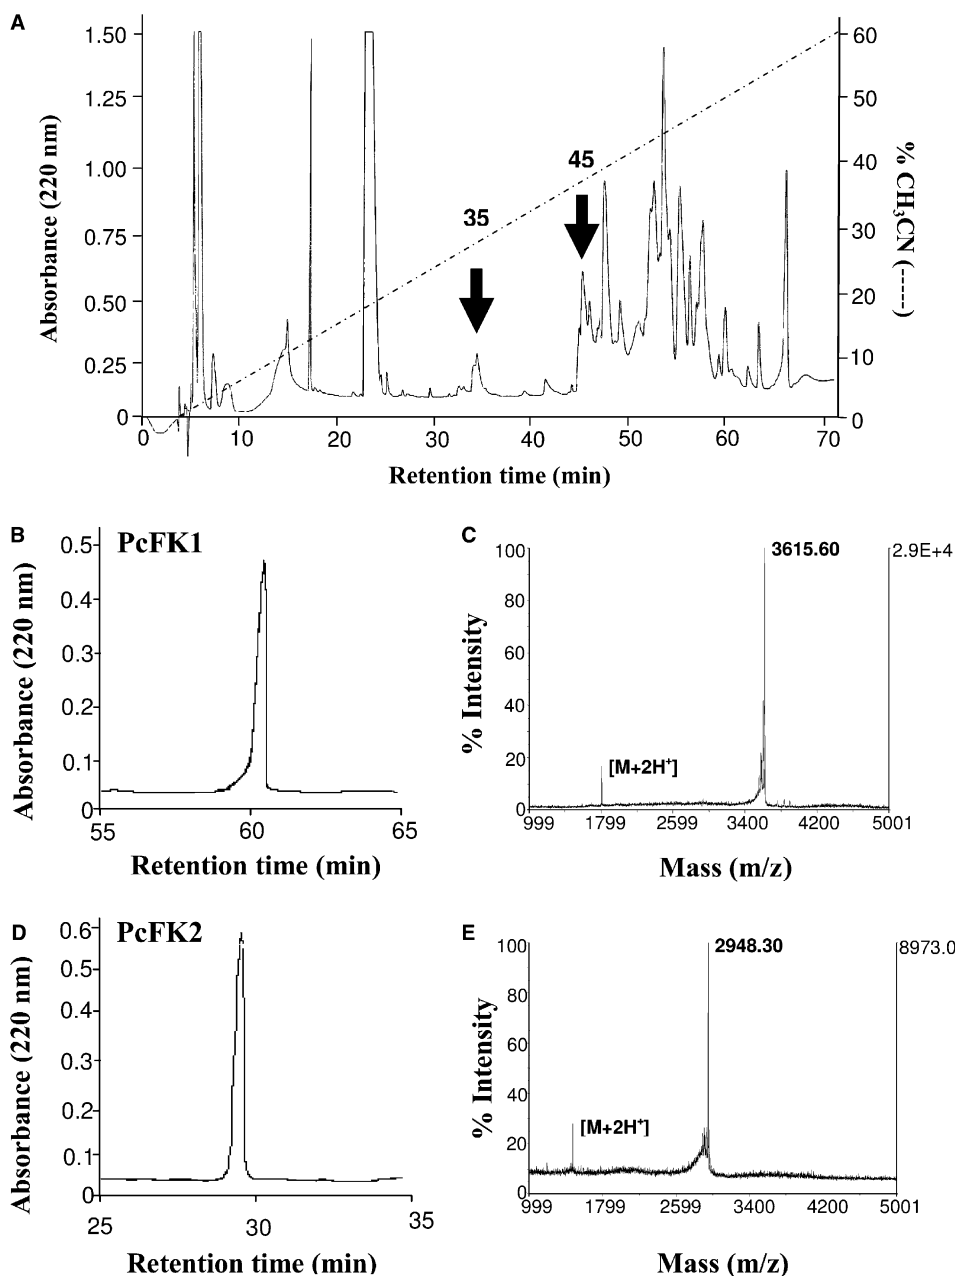 A
Absorbance (220 nm)
1.50
1.25
1.00
0.75
0.50
0.25
0
35
45
60
50
40
30
20
10
0
% CH3CN (-----)
0 10 20 30 40 50 60 70
Retention time (min)
B
PcFK1
Absorbance (220 nm)
0.5
0.4
0.3
0.2
0.1
0
55 60 65
Retention time (min)
C
% Intensity
100
80
60
40
20
0
3615.60
2.9E+4
[M+2H+]
999 1799 2599 3400 4200 5001
Mass (m/z)
D
PcFK2
Absorbance (220 nm)
0.6
0.5
0.4
0.3
0.2
0.1
0
25 30 35
Retention time (min)
E
% Intensity
100
80
60
40
20
0
2948.30
8973.0
[M+2H+]
999 1799 2599 3400 4200 5001
Mass (m/z)